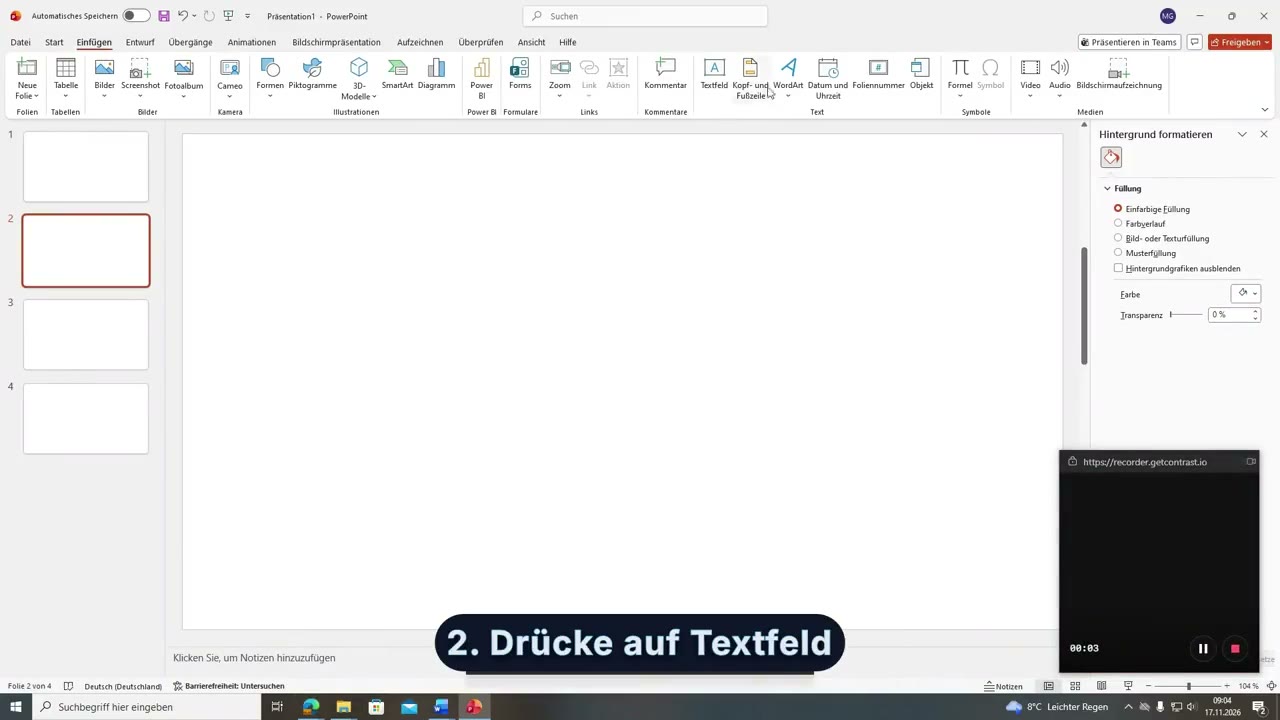 Automatisches Speichern
Präsentation1 - PowerPoint
Suchen
MG
Datei Start Einfügen Entwurf Übergänge Animationen Bildschirmpräsentation Aufzeichnen Überprüfen Ansicht Hilfe
Präsentieren in Teams
Freigeben
Neue Folie
Tabelle
Bilder
Screenshot
Fotoalbum
Cameo
Formen
Piktogramme
3D-Modelle
SmartArt
Diagramm
Power BI
Forms
Zoom
Link
Aktion
Kommentar
Textfeld
Kopf- und Fußzeile
WordArt
Datum und Uhrzeit
Foliennummer
Objekt
Formel
Symbol
Video
Audio
Bildschirmaufzeichnung
Folien Tabellen Bilder Kamera Illustrationen Power BI Formulare Links Kommentare Text Symbole Medien
1
2
3
4
Hintergrund formatieren
Füllung
Einfarbige Füllung
Farbverlauf
Bild- oder Texturfüllung
Musterfüllung
Hintergrundgrafiken ausblenden
Farbe
Transparenz 0 %
https://recorder.getcontrast.io
00:03
2. Drücke auf Textfeld
Klicken Sie, um Notizen hinzuzufügen
Folie 2 von 4 Deutsch (Deutschland) Barrierefreiheit: Untersuchen
Notizen
104 %
Suchbegriff hier eingeben
8°C Leichter Regen
09:04
17.11.2026
2